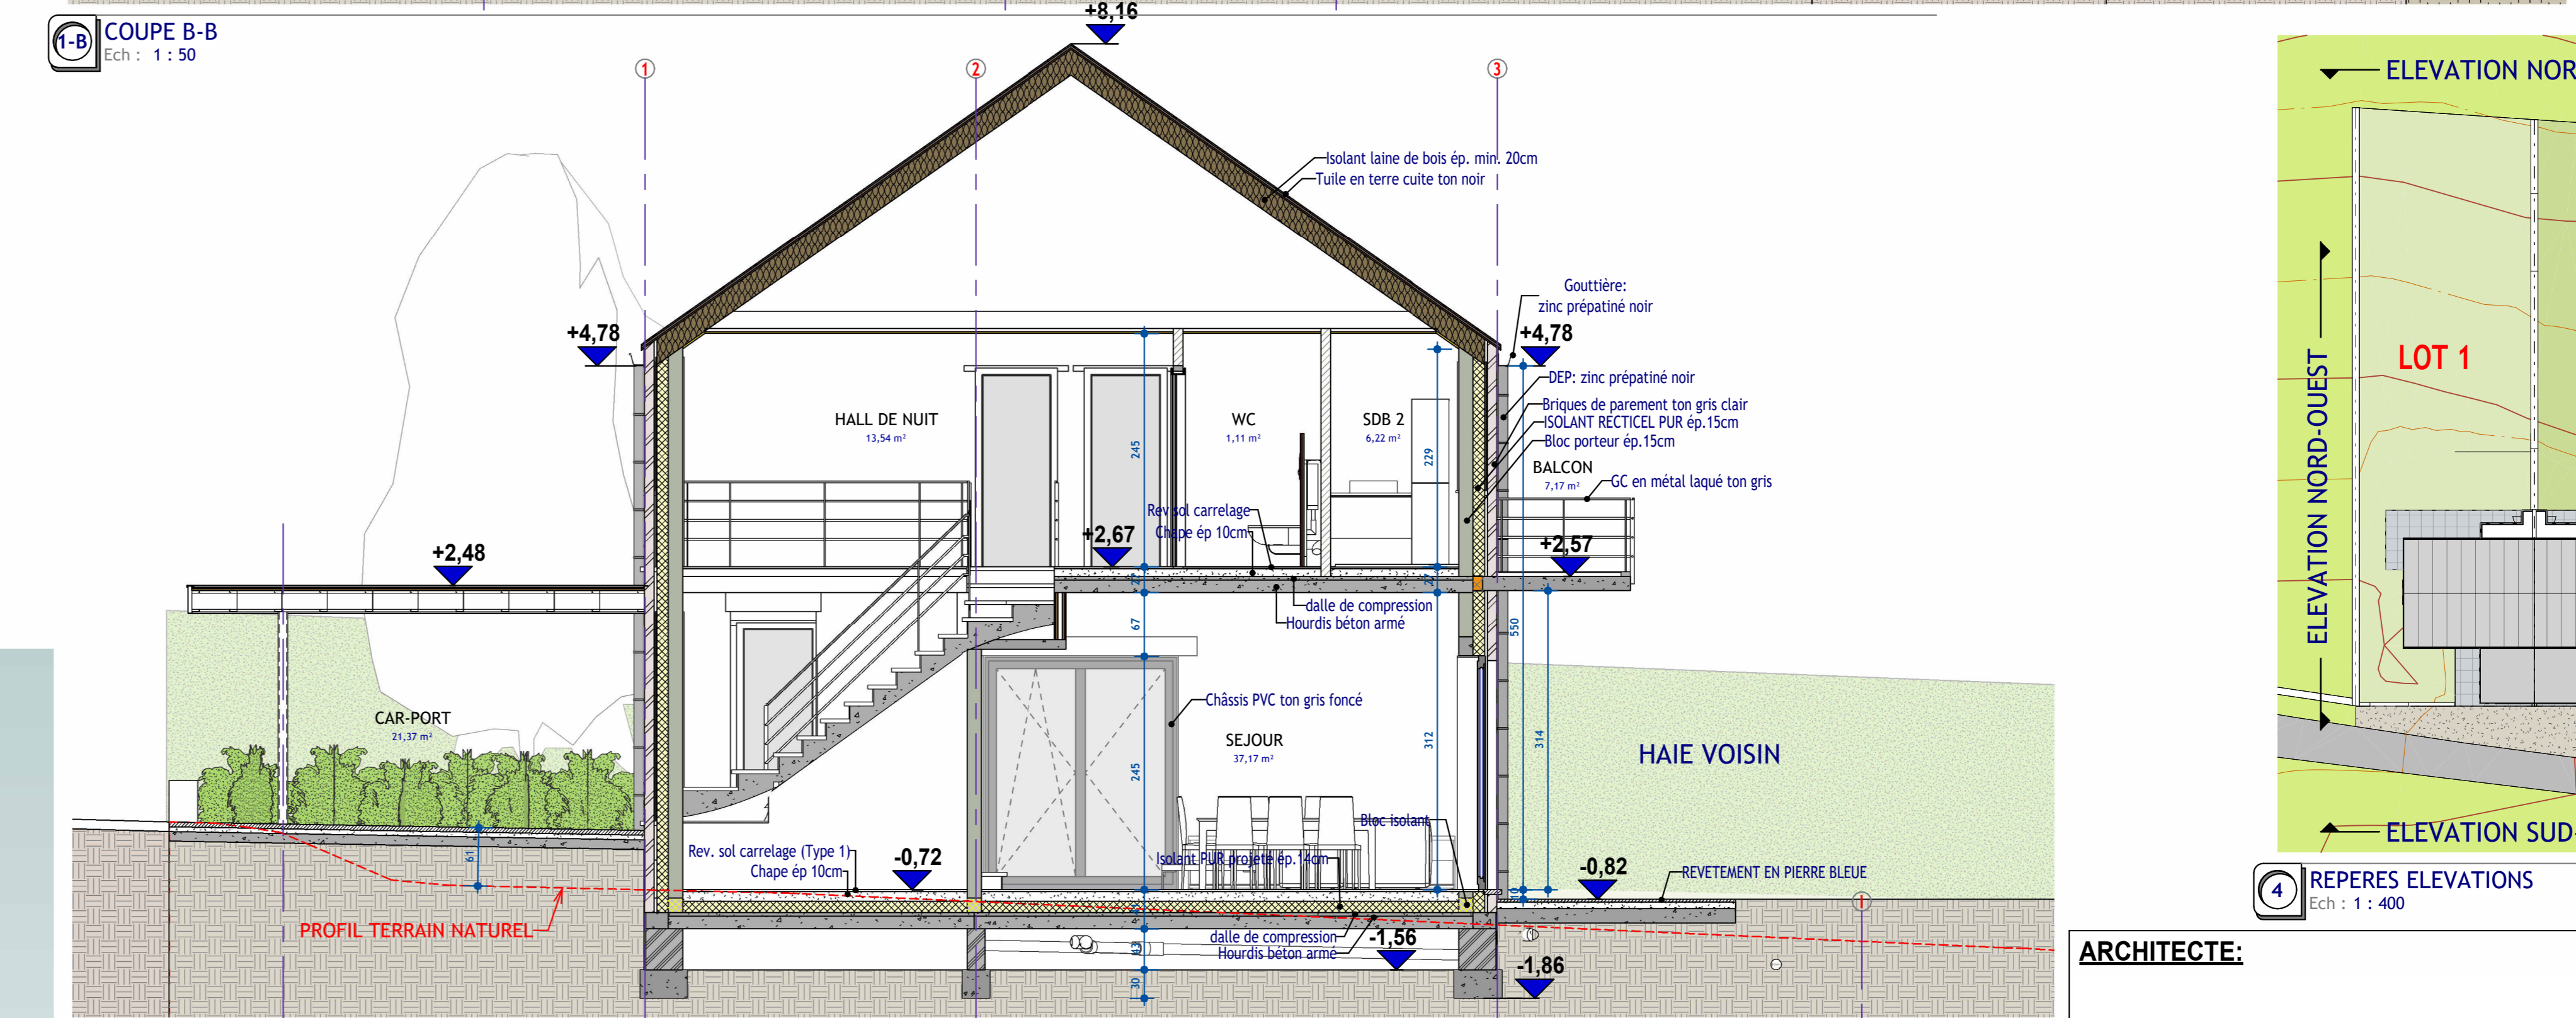 1-B
COUPE B-B
Ech : 1 : 50
+8,16
1
2
3
ELEVATION NOR
Isolant laine de bois ép. min. 20cm
Tuile en terre cuite ton noir
Gouttière:
zinc prépatiné noir
+4,78
+4,78
LOT 1
ELEVATION NORD-OUEST
DEP: zinc prépatiné noir
Briques de parement ton gris clair
ISOLANT RECTICEL PUR ép.15cm
Bloc porteur ép.15cm
HALL DE NUIT
13,54 m²
WC
1,11 m²
SDB 2
6,22 m²
245
229
BALCON
7,17 m²
GC en métal laqué ton gris
Rev sol carrelage
Chape ép 10cm
+2,48
+2,67
+2,57
27
27
dalle de compression
Hourdis béton armé
67
550
Châssis PVC ton gris foncé
CAR-PORT
21,37 m²
SEJOUR
37,17 m²
245
312
314
HAIE VOISIN
Bloc isolant
Rev. sol carrelage (Type 1)
Chape ép 10cm
-0,72
Isolant PUR projeté ép.14cm
61
-0,82
REVETEMENT EN PIERRE BLEUE
ELEVATION SUD-
4
REPERES ELEVATIONS
Ech : 1 : 400
PROFIL TERRAIN NATUREL
dalle de compression
Hourdis béton armé
-1,56
43
30
-1,86
ARCHITECTE: